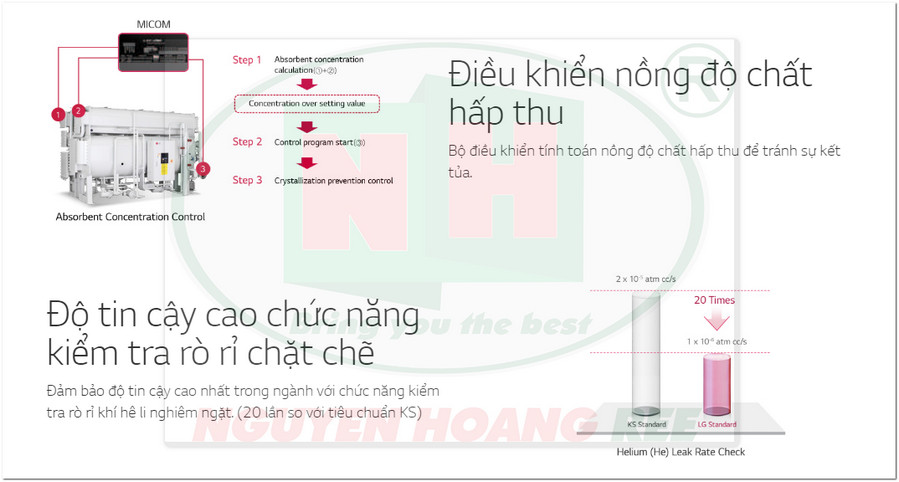 MICOM
1
2
3
Absorbent Concentration Control
Step 1 Absorbent concentration
calculation(①+②)
Concentration over setting value
Step 2 Control program start(③)
Step 3 Crystallization prevention control
Điều khiển nồng độ chất
hấp thu
Bộ điều khiển tính toán nồng độ chất hấp thu để tránh sự kết
tủa.
®
NH
Bring you the best
NGUYEN HOANG REE
Độ tin cậy cao chức năng
kiểm tra rò rỉ chặt chẽ
Đảm bảo độ tin cậy cao nhất trong ngành với chức năng kiểm
tra rò rỉ khí hê li nghiêm ngặt. (20 lần so với tiêu chuẩn KS)
2 x 10⁻⁵ atm cc/s
20 Times
1 x 10⁻⁶ atm cc/s
KS Standard
LG Standard
Helium (He) Leak Rate Check